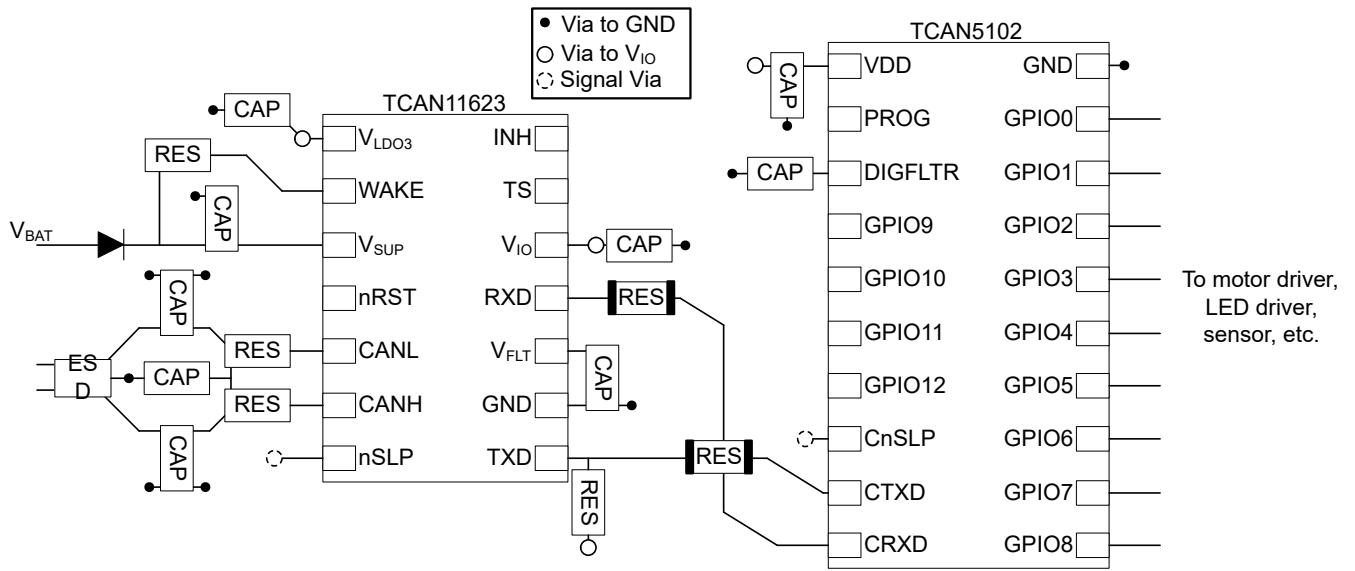 Via to GND
Via to VIO
Signal Via
TCAN11623
CAP
VLDO3
INH
RES
WAKE
TS
CAP
VBAT
VSUP
VIO
CAP
CAP
nRST
RXD
RES
RES
CANL
VFLT
CAP
ES
D
CAP
RES
CANH
GND
CAP
nSLP
TXD
RES
RES
TCAN5102
CAP
VDD
GND
PROG
GPIO0
CAP
DIGFLTR
GPIO1
GPIO9
GPIO2
GPIO10
GPIO3
GPIO11
GPIO4
GPIO12
GPIO5
CnSLP
GPIO6
CTXD
GPIO7
CRXD
GPIO8
To motor driver,
LED driver,
sensor, etc.